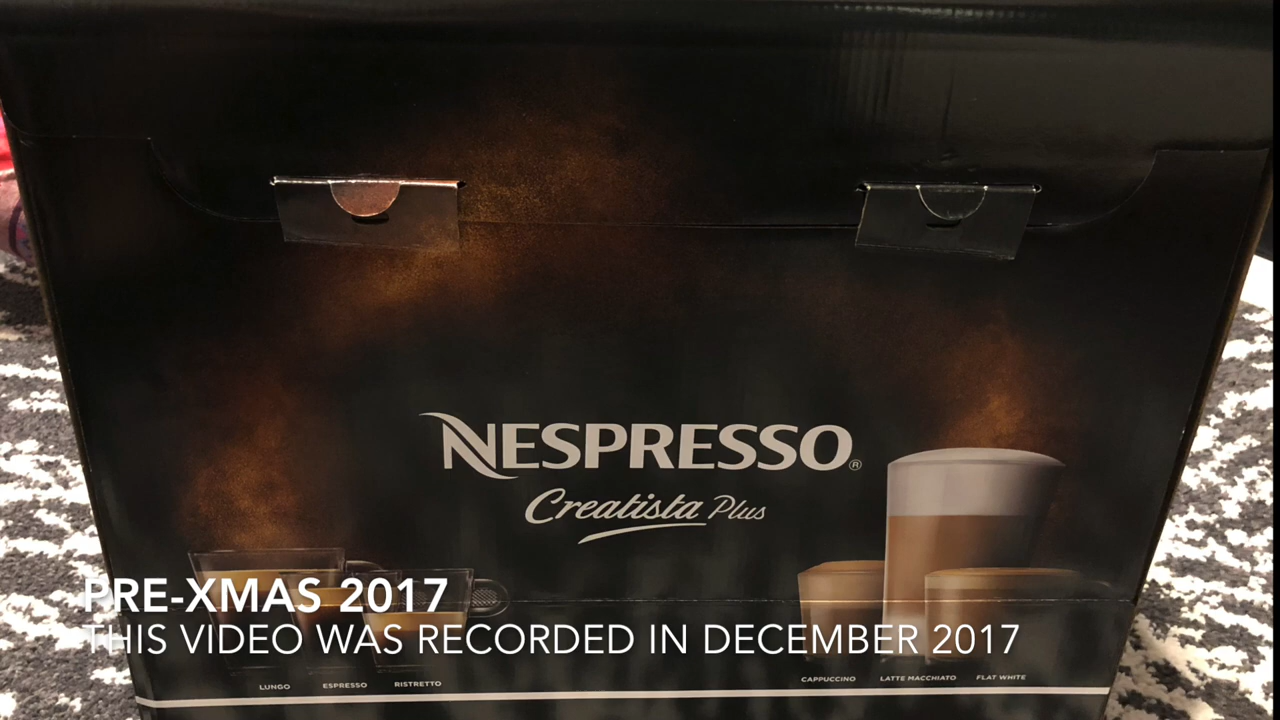 NESPRESSO®
Creatista Plus
PRE-XMAS 2017
THIS VIDEO WAS RECORDED IN DECEMBER 2017
LUNGO ESPRESSO RISTRETTO CAPPUCCINO LATTE MACCHIATO FLAT WHITE